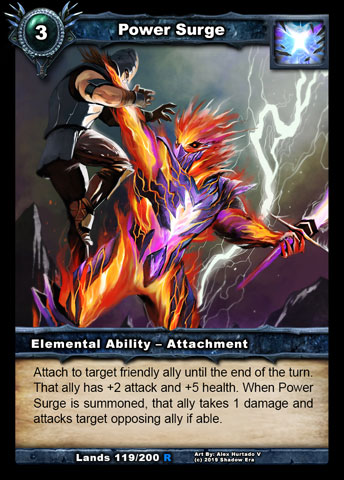 3
Power Surge
Elemental Ability – Attachment
Attach to target friendly ally until the end of the turn.
That ally has +2 attack and +5 health. When Power
Surge is summoned, that ally takes 1 damage and
attacks target opposing ally if able.
Lands 119/200 R
Art By: Alex Hurtado V
(c) 2019 Shadow Era